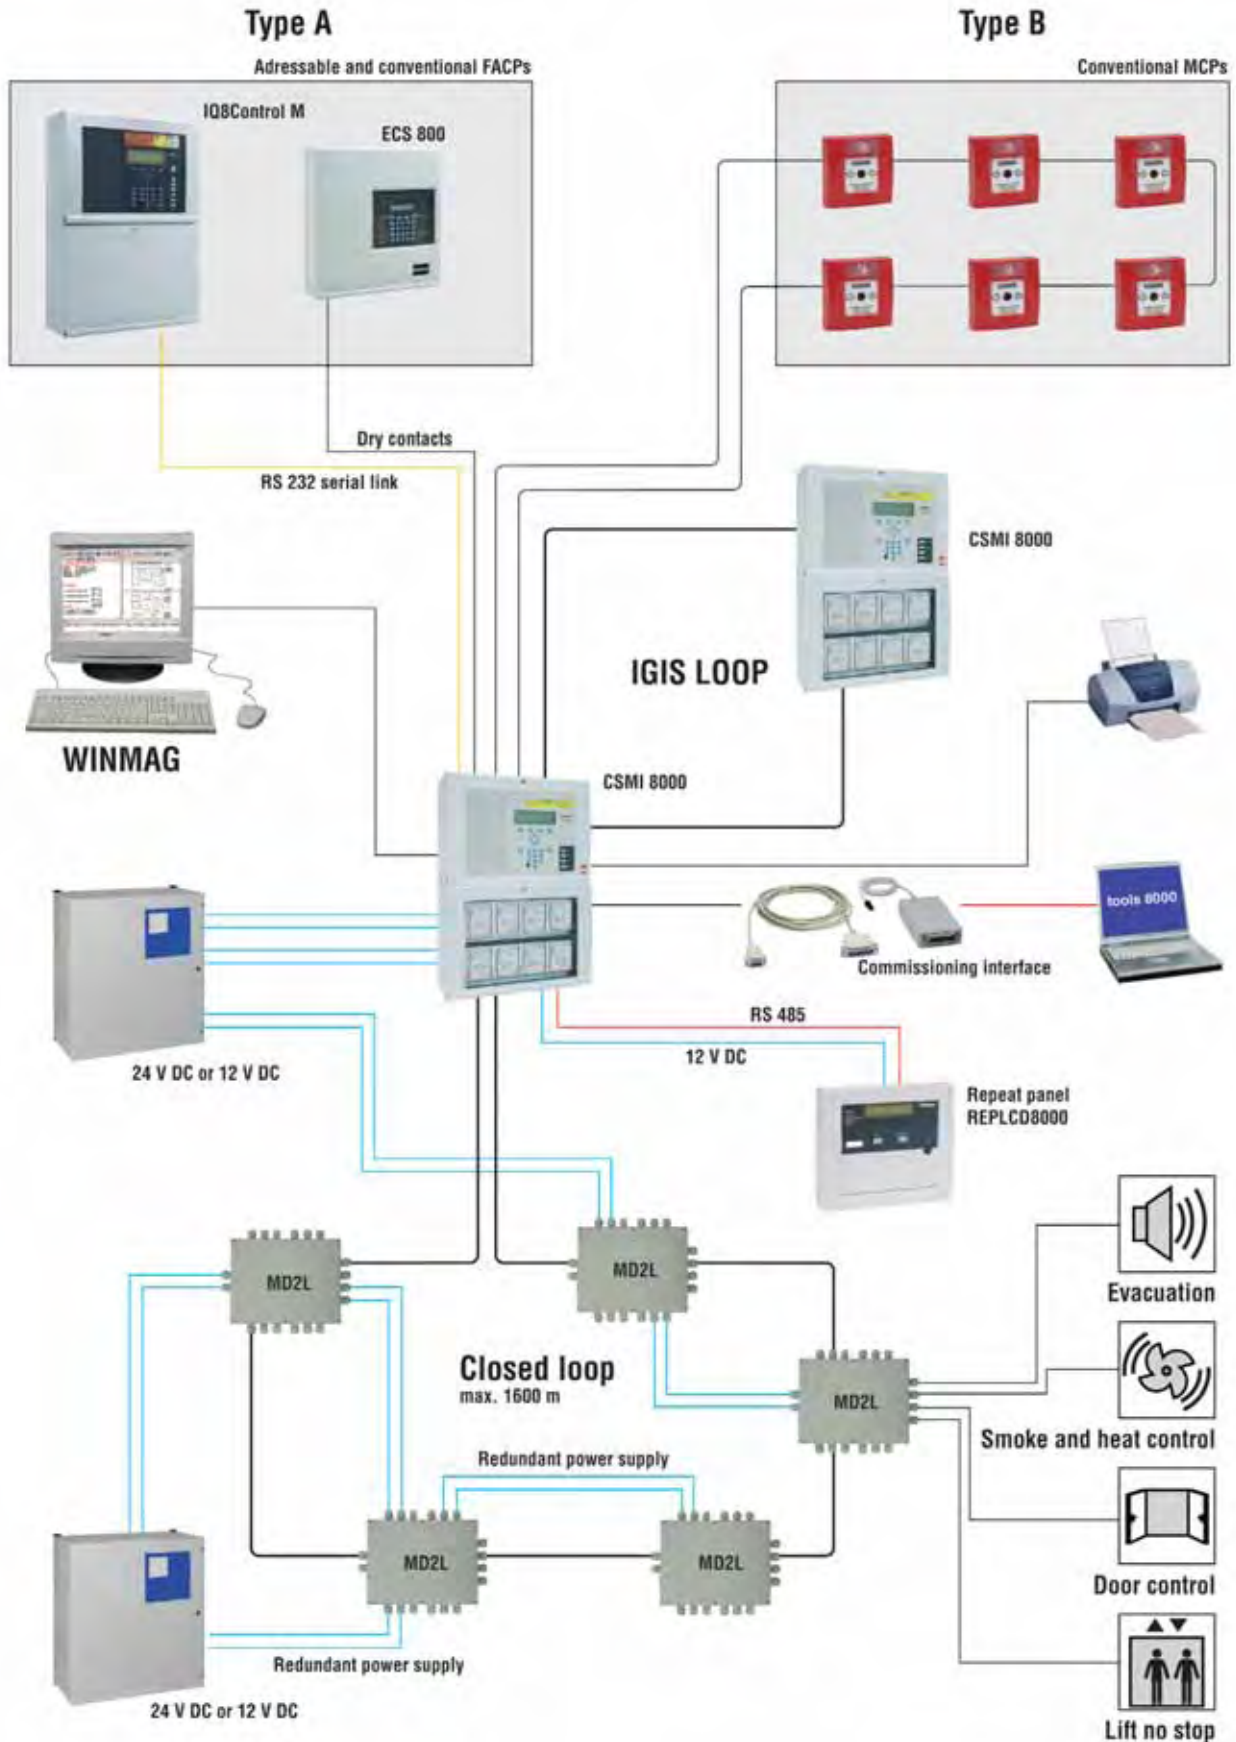 Type A
Type B
Adressable and conventional FACPs
Conventional MCPs
IQ8Control M
ECS 800
Dry contacts
RS 232 serial link
CSMI 8000
IGIS LOOP
WINMAG
CSMI 8000
tools 8000
Commissioning interface
RS 485
12 V DC
24 V DC or 12 V DC
Repeat panel
REPLCD8000
MD2L
MD2L
Evacuation
Closed loop
max. 1600 m
MD2L
Smoke and heat control
Redundant power supply
MD2L
MD2L
Door control
Redundant power supply
24 V DC or 12 V DC
Lift no stop